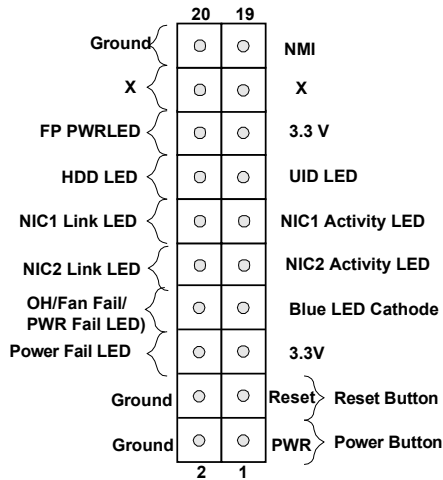 20 19
Ground NMI
X X
FP PWRLED 3.3 V
HDD LED UID LED
NIC1 Link LED NIC1 Activity LED
NIC2 Link LED NIC2 Activity LED
OH/Fan Fail/
PWR Fail LED) Blue LED Cathode
Power Fail LED 3.3V
Ground Reset Reset Button
Ground PWR Power Button
2 1